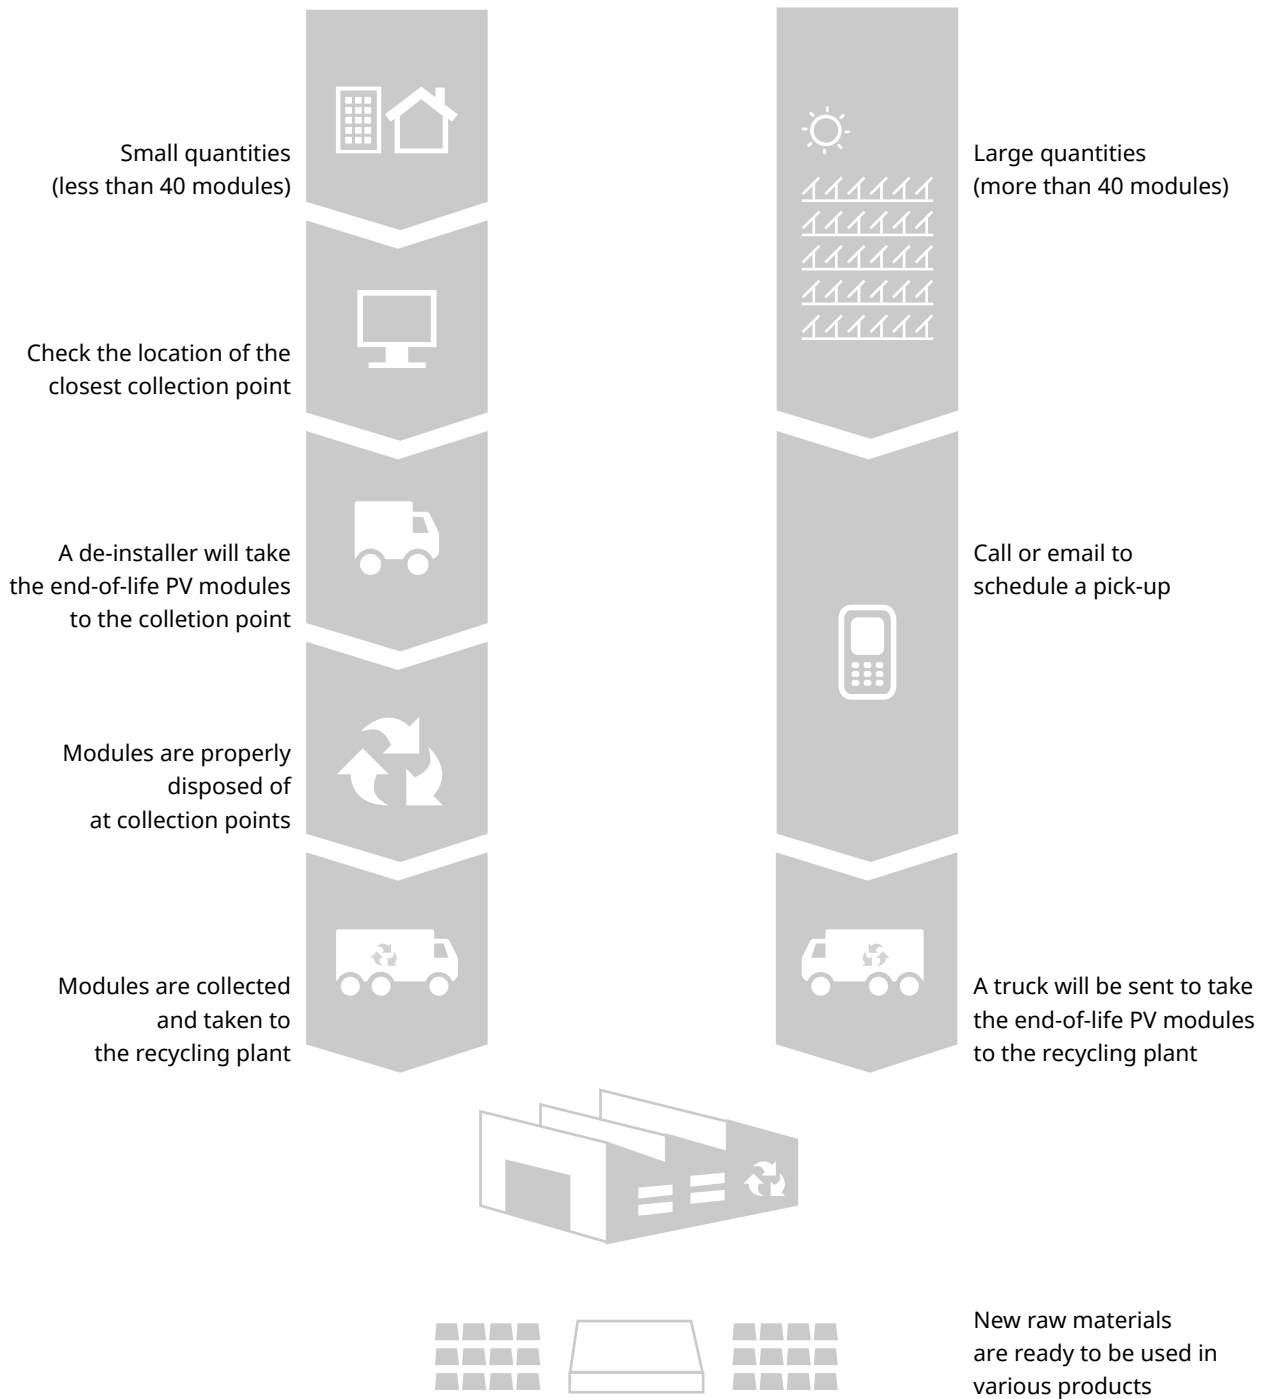 Small quantities
(less than 40 modules)
Check the location of the
closest collection point
A de-installer will take
the end-of-life PV modules
to the colletion point
Modules are properly
disposed of
at collection points
Modules are collected
and taken to
the recycling plant
Large quantities
(more than 40 modules)
Call or email to
schedule a pick-up
A truck will be sent to take
the end-of-life PV modules
to the recycling plant
New raw materials
are ready to be used in
various products